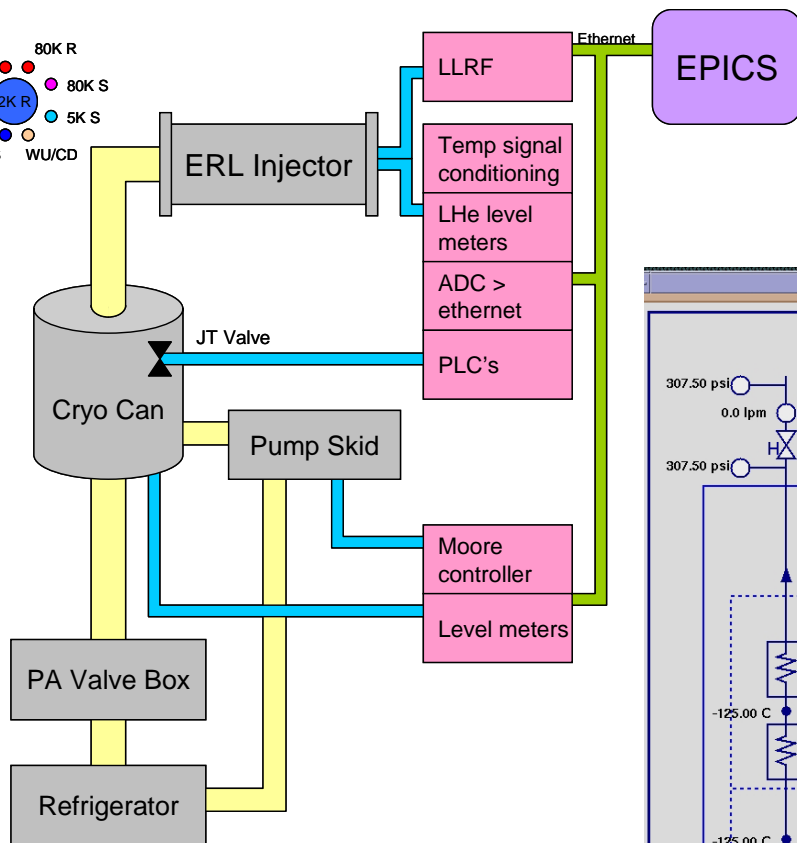 80K R
80K S
2K R
5K S
WU/CD
ERL Injector
LLRF
Ethernet
EPICS
Temp signal
conditioning
LHe level
meters
ADC >
ethernet
PLC's
JT Valve
Cryo Can
Pump Skid
Moore
controller
Level meters
PA Valve Box
Refrigerator
307.50 psi
0.0 lpm
H
307.50 psi
-125.00 C
-125.00 C